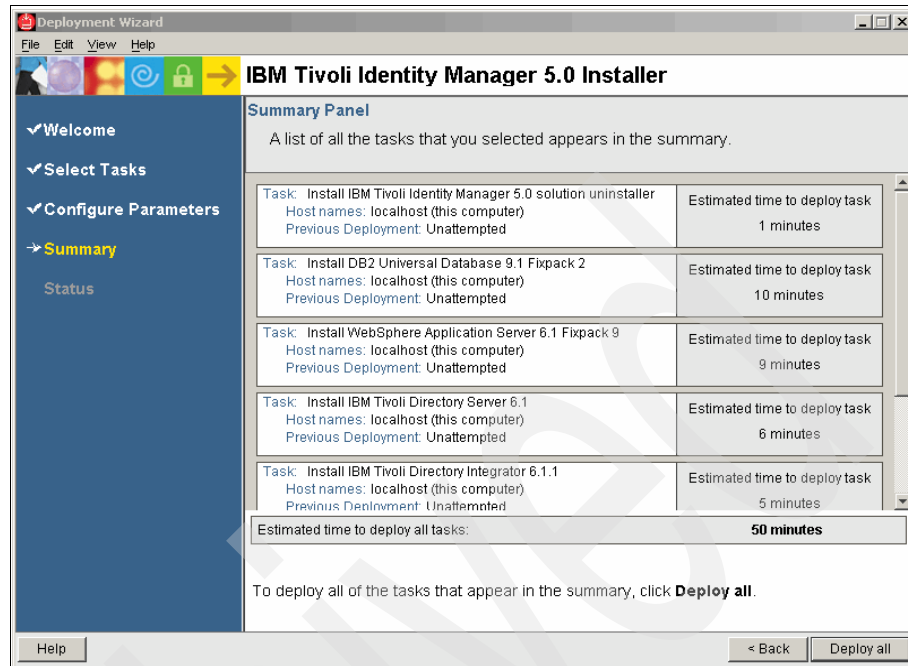 Deployment Wizard
File Edit View Help
IBM Tivoli Identity Manager 5.0 Installer
Welcome
Select Tasks
Configure Parameters
Summary
Status
Summary Panel
A list of all the tasks that you selected appears in the summary.
Task: Install IBM Tivoli Identity Manager 5.0 solution uninstaller
Host names: localhost (this computer)
Previous Deployment: Unattempted
Estimated time to deploy task
1 minutes
Task: Install DB2 Universal Database 9.1 Fixpack 2
Host names: localhost (this computer)
Previous Deployment: Unattempted
Estimated time to deploy task
10 minutes
Task: Install WebSphere Application Server 6.1 Fixpack 9
Host names: localhost (this computer)
Previous Deployment: Unattempted
Estimated time to deploy task
9 minutes
Task: Install IBM Tivoli Directory Server 6.1
Host names: localhost (this computer)
Previous Deployment: Unattempted
Estimated time to deploy task
6 minutes
Task: Install IBM Tivoli Directory Integrator 6.1.1
Host names: localhost (this computer)
Previous Deployment: Unattempted
Estimated time to deploy task
5 minutes
Estimated time to deploy all tasks:
50 minutes
To deploy all of the tasks that appear in the summary, click Deploy all.
Help
< Back
Deploy all